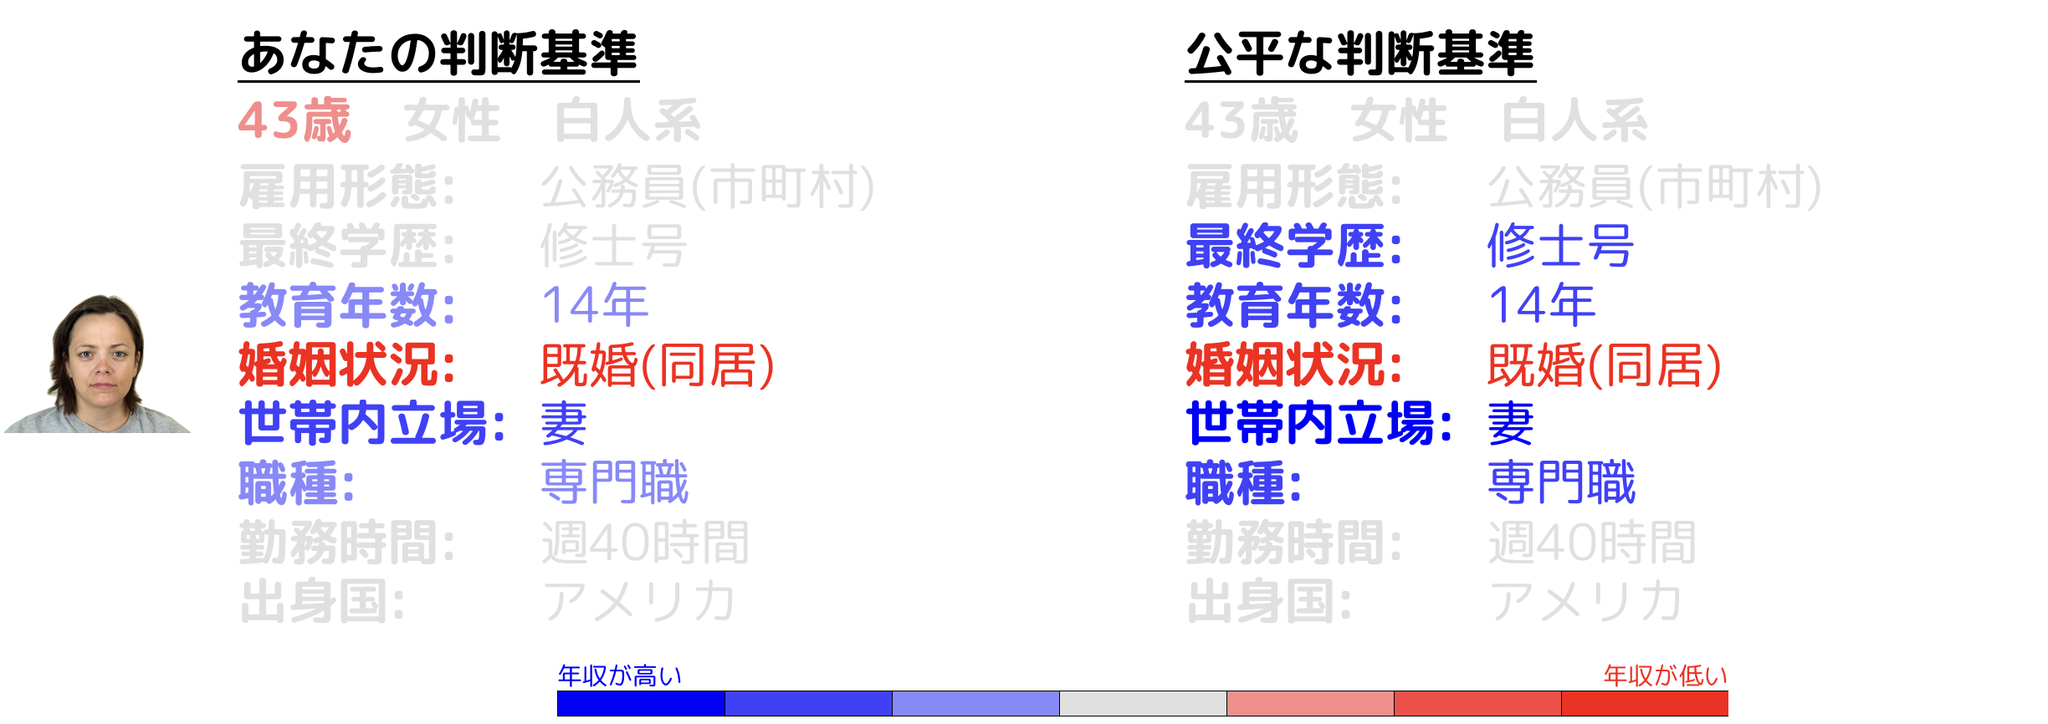 あなたの判断基準
43歳 女性 白人系
雇用形態: 公務員(市町村)
最終学歴: 修士号
教育年数: 14年
婚姻状況: 既婚(同居)
世帯内立場: 妻
職種: 専門職
勤務時間: 週40時間
出身国: アメリカ
公平な判断基準
43歳 女性 白人系
雇用形態: 公務員(市町村)
最終学歴: 修士号
教育年数: 14年
婚姻状況: 既婚(同居)
世帯内立場: 妻
職種: 専門職
勤務時間: 週40時間
出身国: アメリカ
年収が高い
年収が低い